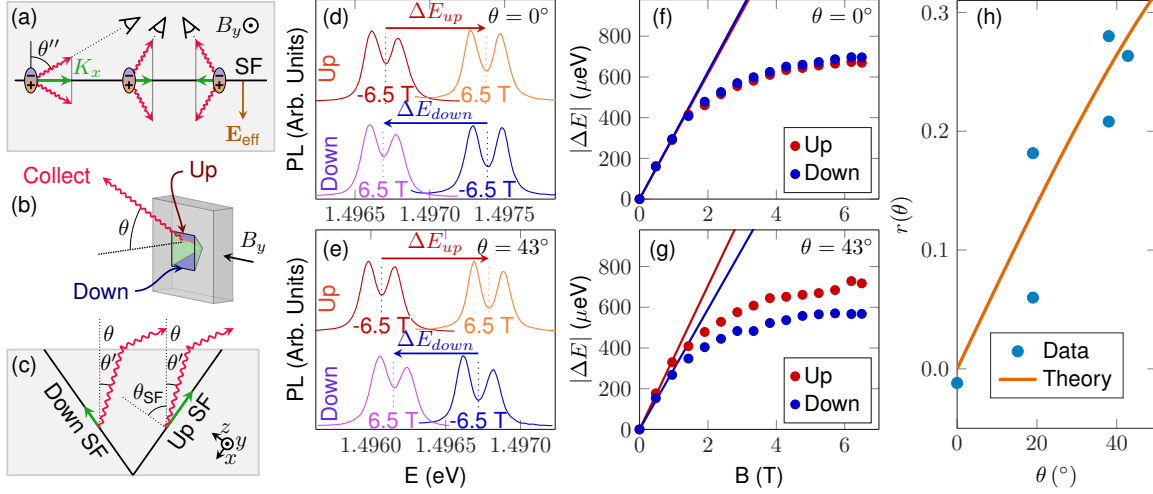 (a)
θ''
K_x
B_y ⊙
SF
E_eff
− + − + − +
(b)
Collect
Up
θ
Down
B_y
(c)
θ θ
θ' θ'
θ_SF
Down SF
Up SF
z
y
x
(d)
ΔE_up
θ = 0°
PL (Arb. Units)
Up
-6.5 T 6.5 T
ΔE_down
Down
6.5 T -6.5 T
1.4965 1.4970 1.4975
(e)
ΔE_up
θ = 43°
PL (Arb. Units)
Up
-6.5 T 6.5 T
ΔE_down
Down
6.5 T -6.5 T
1.4960 1.4965 1.4970
E (eV)
(f)
θ = 0°
|ΔE| (μeV)
800
600
400
200
0
Up
Down
0 2 4 6
(g)
θ = 43°
|ΔE| (μeV)
800
600
400
200
0
Up
Down
0 2 4 6
B (T)
(h)
r(θ)
0.3
0.2
0.1
0.0
Data
Theory
0 20 40
θ (°)